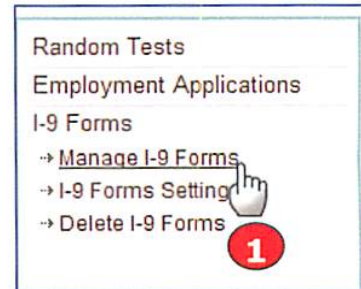 Random Tests
Employment Applications
I-9 Forms
⇢ Manage I-9 Forms
⇢ I-9 Forms Setting
⇢ Delete I-9 Forms
1